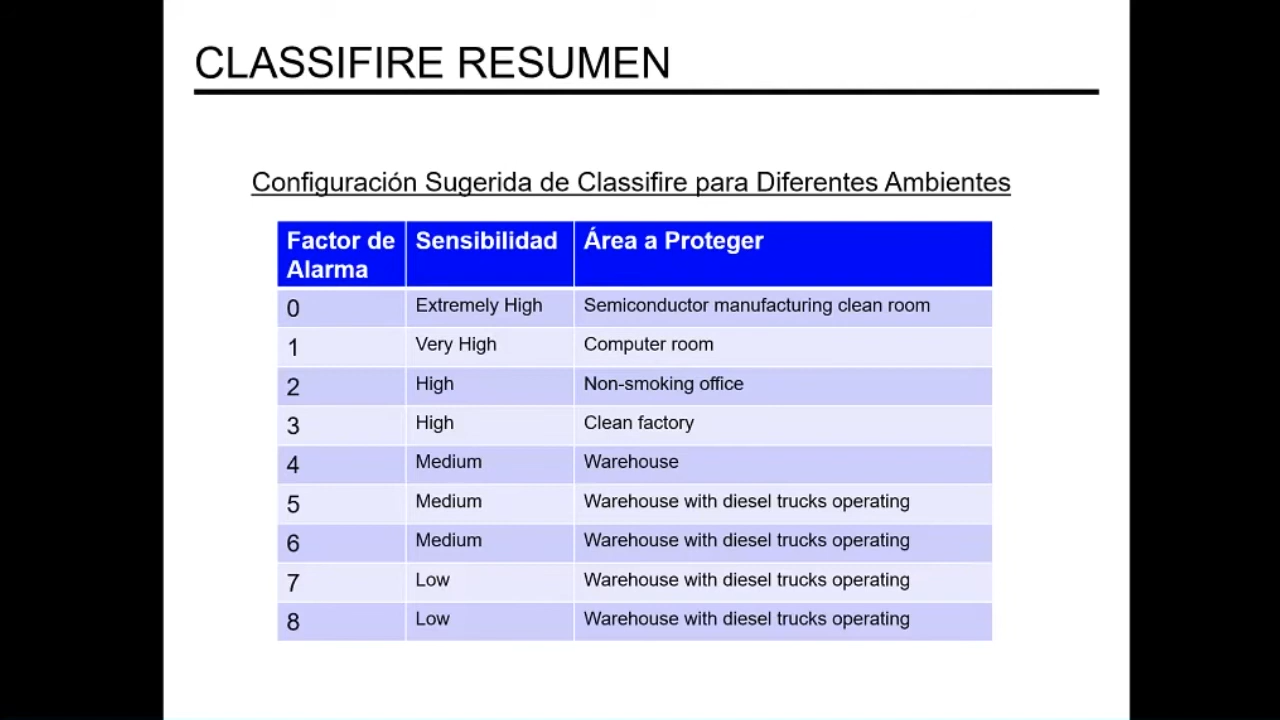 CLASSIFIRE RESUMEN
Configuración Sugerida de Classifire para Diferentes Ambientes
Factor de Alarma Sensibilidad Área a Proteger
0 Extremely High Semiconductor manufacturing clean room
1 Very High Computer room
2 High Non-smoking office
3 High Clean factory
4 Medium Warehouse
5 Medium Warehouse with diesel trucks operating
6 Medium Warehouse with diesel trucks operating
7 Low Warehouse with diesel trucks operating
8 Low Warehouse with diesel trucks operating